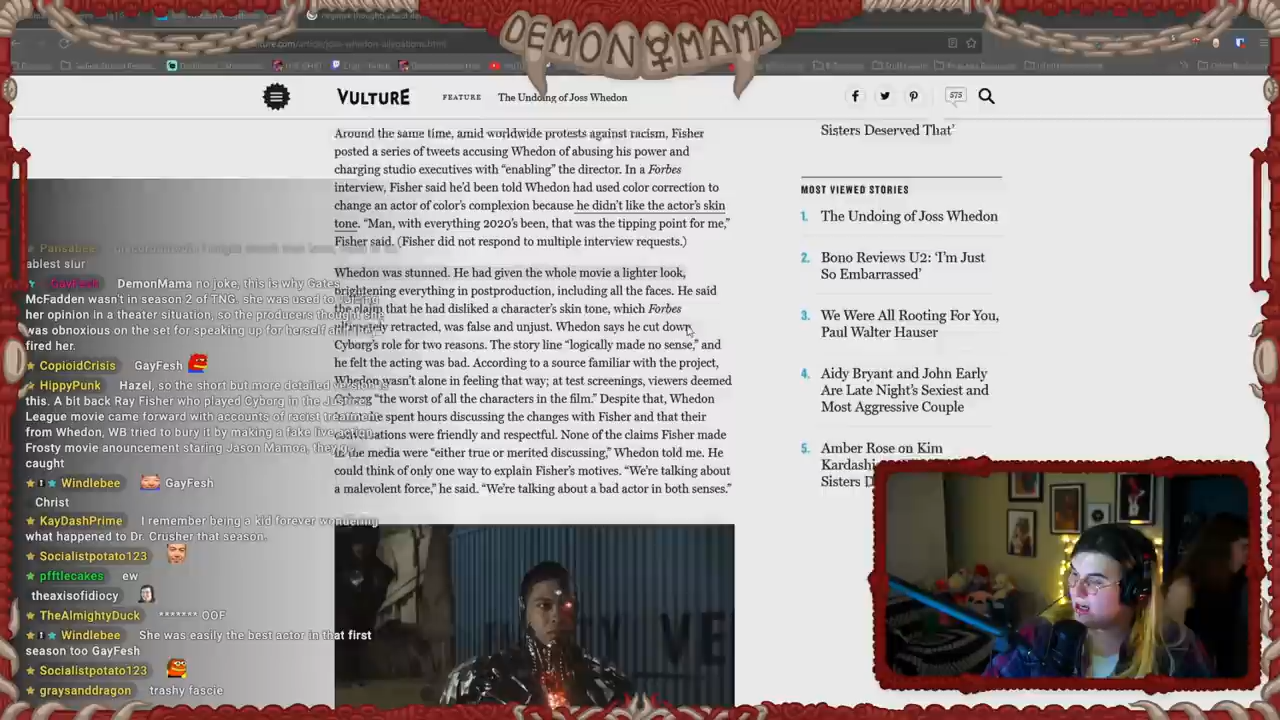 DEMON MAMA
VULTURE
FEATURE
The Undoing of Joss Whedon
575
Around the same time, amid worldwide protests against racism, Fisher
posted a series of tweets accusing Whedon of abusing his power and
charging studio executives with “enabling” the director. In a Forbes
interview, Fisher said he’d been told Whedon had used color correction to
change an actor of color’s complexion because he didn’t like the actor’s skin
tone. “Man, with everything 2020’s been, that was the tipping point for me,”
Fisher said. (Fisher did not respond to multiple interview requests.)
Whedon was stunned. He had given the whole movie a lighter look,
brightening everything in postproduction, including all the faces. He said
the claim that he had disliked a character’s skin tone, which Forbes
ultimately retracted, was false and unjust. Whedon says he cut down
Cyborg’s role for two reasons. The story line “logically made no sense,” and
he felt the acting was bad. According to a source familiar with the project,
Whedon wasn’t alone in feeling that way; at test screenings, viewers deemed
Cyborg “the worst of all the characters in the film.” Despite that, Whedon
spent hours discussing the changes with Fisher and that their
conversations were friendly and respectful. None of the claims Fisher made
in the media were “either true or merited discussing,” Whedon told me. He
could think of only one way to explain Fisher’s motives. “We’re talking about
a malevolent force,” he said. “We’re talking about a bad actor in both senses.”
Sisters Deserved That’
MOST VIEWED STORIES
1. The Undoing of Joss Whedon
2. Bono Reviews U2: ‘I’m Just
So Embarrassed’
3. We Were All Rooting For You,
Paul Walter Hauser
4. Aidy Bryant and John Early
Are Late Night’s Sexiest and
Most Aggressive Couple
5. Amber Rose on Kim
Kardashi
Sisters D
Pansabee
ablest slur
GayFesh DemonMama no joke, this is why Gates
McFadden wasn't in season 2 of TNG. she was used to
her opinion in a theater situation, so the producers thought she
was obnoxious on the set for speaking up for herself and
fired her.
CopioidCrisis GayFesh
HippyPunk Hazel, so the short but more detailed version is
this. A bit back Ray Fisher who played Cyborg in the Justice
League movie came forward with accounts of racist treatment
from Whedon, WB tried to bury it by making a fake live action
Frosty movie anouncement staring Jason Mamoa, they got
caught
Windlebee GayFesh
Christ
KayDashPrime I remember being a kid forever wondering
what happened to Dr. Crusher that season.
Socialistpotato123
pfftlecakes ew
theaxisofidiocy
TheAlmightyDuck ******* OOF
Windlebee She was easily the best actor in that first
season too GayFesh
Socialistpotato123
graysanddragon trashy fascie